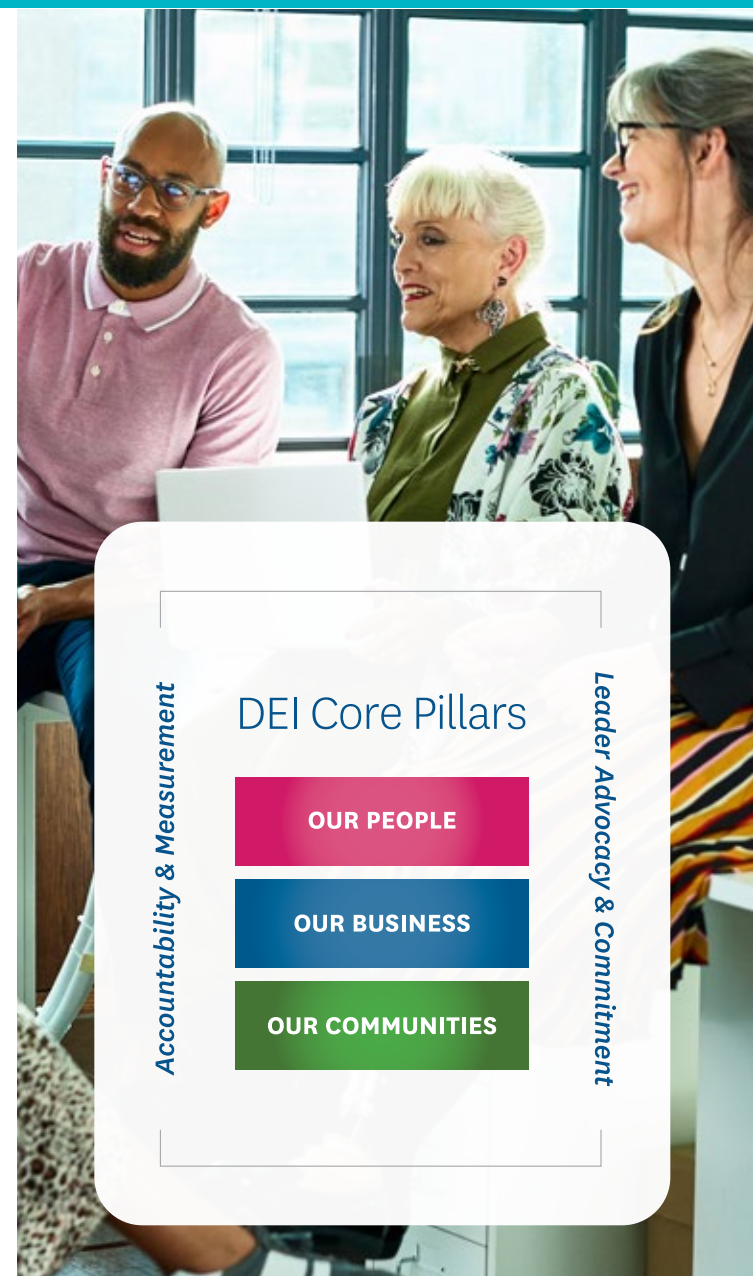 DEI Core Pillars
OUR PEOPLE
OUR BUSINESS
OUR COMMUNITIES
Accountability & Measurement
Leader Advocacy & Commitment